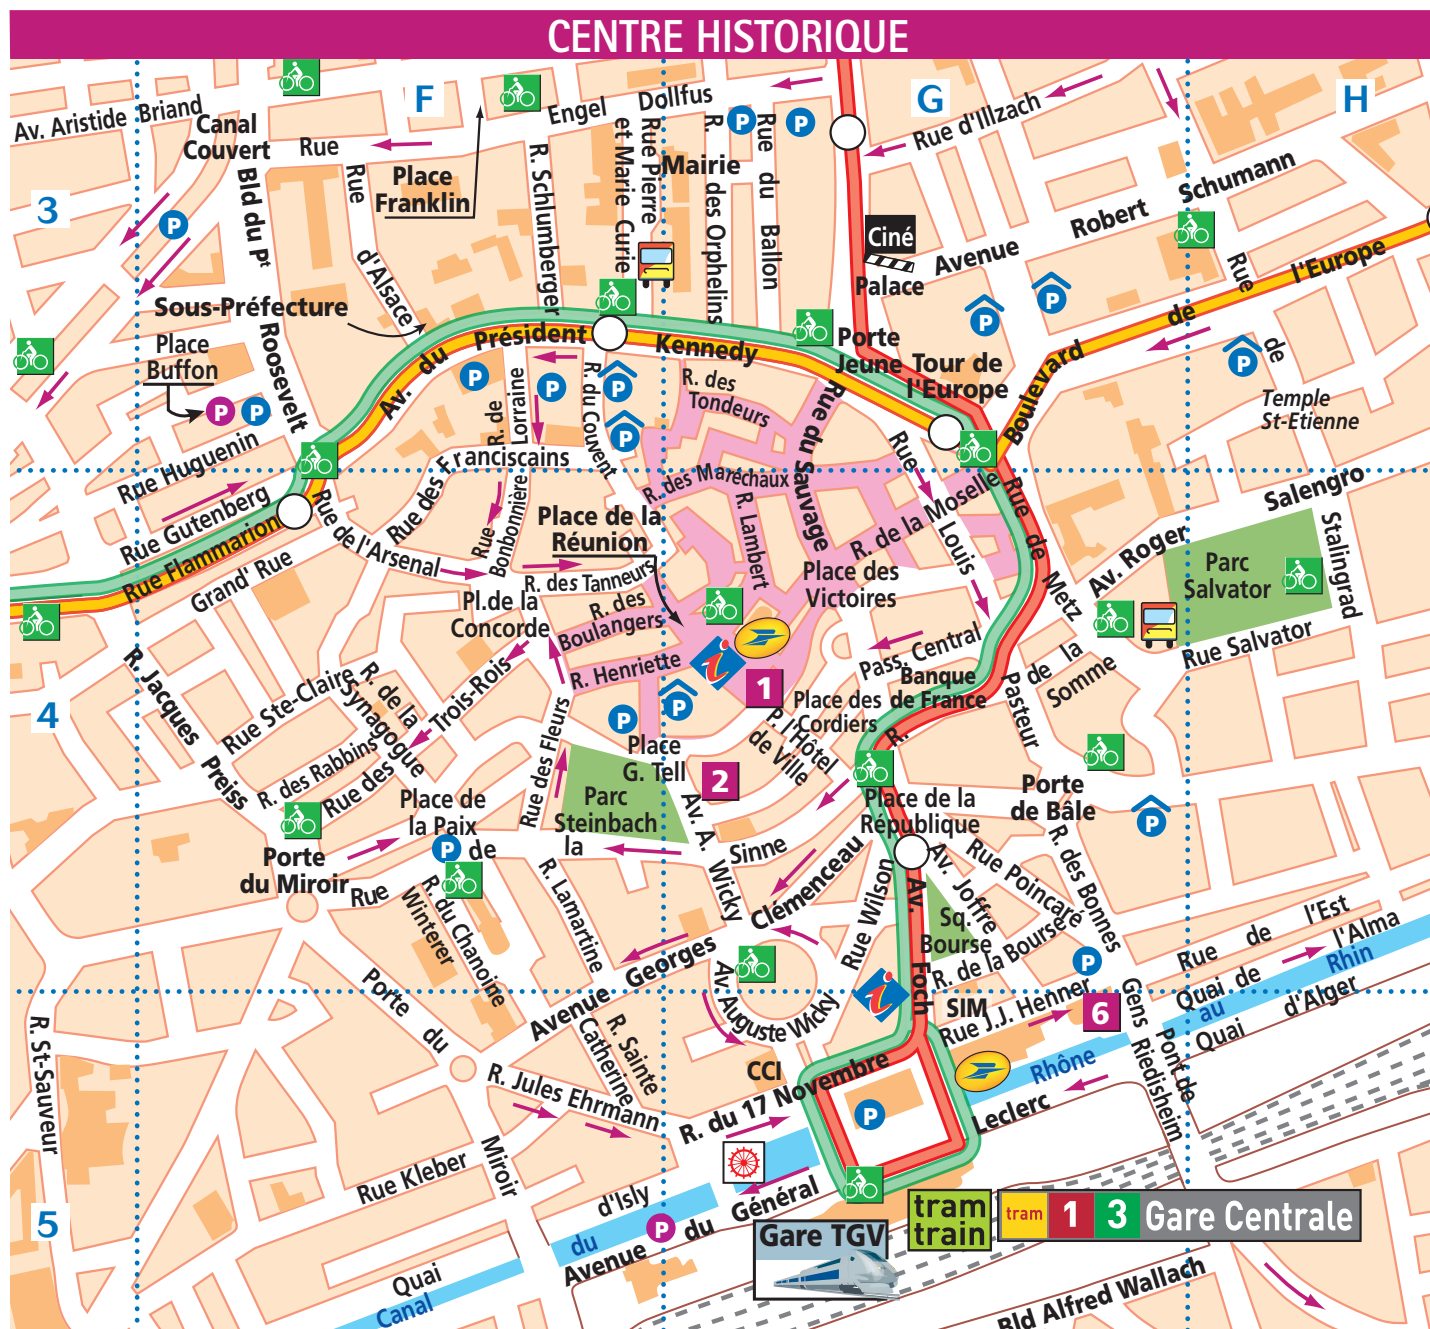 CENTRE HISTORIQUE
F
G
H
3
4
5
Av. Aristide Briand
Canal
Couvert
Rue
Engel
Dollfus
Rue d'Illzach
Place
Franklin
Bld du Pt
Roosevelt
Rue
d'Alsace
R. Schlumberger
Rue Pierre
et Marie Curie
Mairie
R. des Orphelins
Rue du Ballon
P
P
P
Ciné
Palace
Avenue
Robert
Schumann
Rue
de
Boulevard
de
l'Europe
Sous-Préfecture
Place
Buffon
P
P
Av. du
Président
Kennedy
Porte
Jeune
Tour de
l'Europe
P
P
P
Temple
St-Etienne
P
P
P
P
R. de
Lorraine
R. du Couvent
R. des
Tondeurs
Rue du Sauvage
Rue Huguenin
Rue Gutenberg
Rue Flammarion
Grand' Rue
Rue de l'Arsenal
Rue des
Franciscains
Rue
Bonbonnière
Place de la
Réunion
R. des Maréchaux
R. Lambert
R. de la Moselle
Rue
Louis
Pasteur
Rue de Metz
Av. Roger
Salengro
Parc
Salvator
Stalingrad
Rue Salvator
R. des Tanneurs
Pl.de la
Concorde
R. des
Boulangers
R. Henriette
Place des
Victoires
Pass. Central
Banque
de France
de la
Somme
i
1
P
P
Place des
Cordiers
P. l'Hôtel
de Ville
R.
R. Jacques
Preiss
Rue Ste-Claire
R. de la
Synagogue
R. des Rabbins
Rue des
Trois-Rois
Rue des Fleurs
Place
G. Tell
2
Parc
Steinbach
Av. A.
Wicky
Place de
la Paix
P
Porte
du Miroir
Rue
de
la
Sinne
Place de la
République
Porte
de Bâle
P
R. des Bonnes
Gens
Rue Poincaré
Av. Joffre
Sq.
Bourse
R. de la Bourse
R. du Chanoine
Winterer
R. Lamartine
Avenue
Georges
Clémenceau
Rue Wilson
Av.
Foch
Av. Auguste Wicky
i
SIM
P
Rue J.J. Henner
6
Rue de l'Est
Quai de l'Alma
Rhin
au
Rhône
Quai d'Alger
Pont de
Riedisheim
Porte
du
Miroir
R. St-Sauveur
R. Jules Ehrmann
R. Sainte
Catherine
CCI
R. du 17 Novembre
P
Leclerc
Général
du
Avenue
P
Rue Kleber
Quai
d'Isly
Canal
du
tram
train
tram
1
3
Gare Centrale
Gare TGV
Bld Alfred Wallach